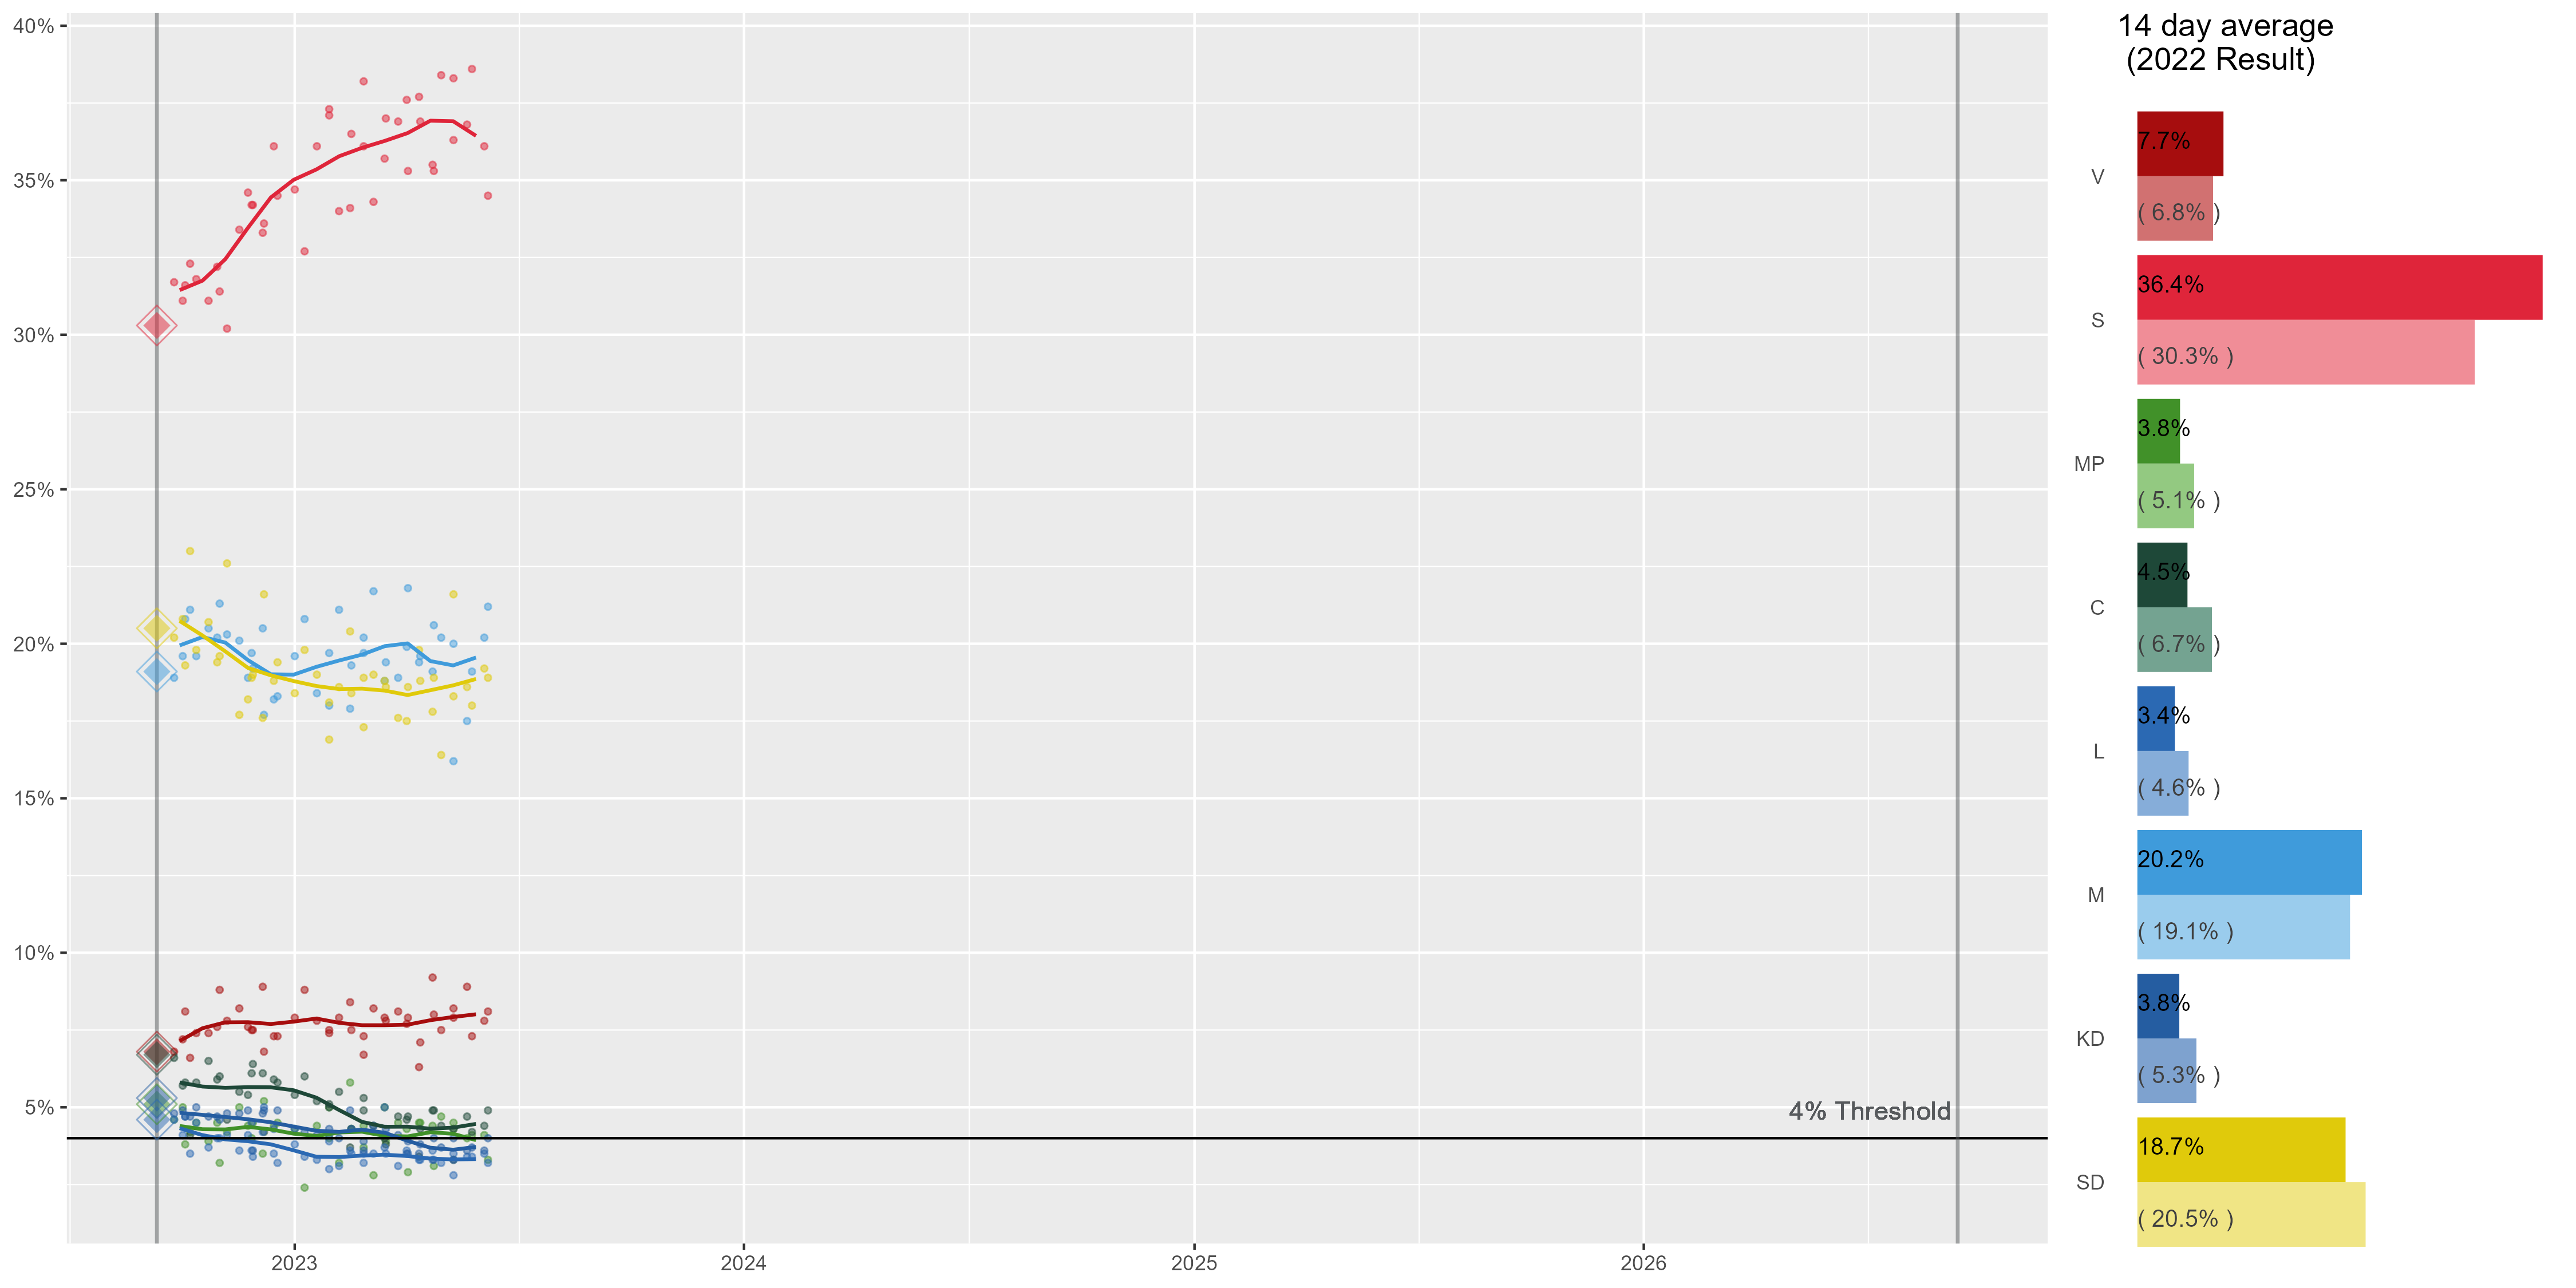 40%
35%
30%
25%
20%
15%
10%
5%
4% Threshold
2023
2024
2025
2026
14 day average
(2022 Result)
V
7.7%
( 6.8% )
S
36.4%
( 30.3% )
MP
3.8%
( 5.1% )
C
4.5%
( 6.7% )
L
3.4%
( 4.6% )
M
20.2%
( 19.1% )
KD
3.8%
( 5.3% )
SD
18.7%
( 20.5% )